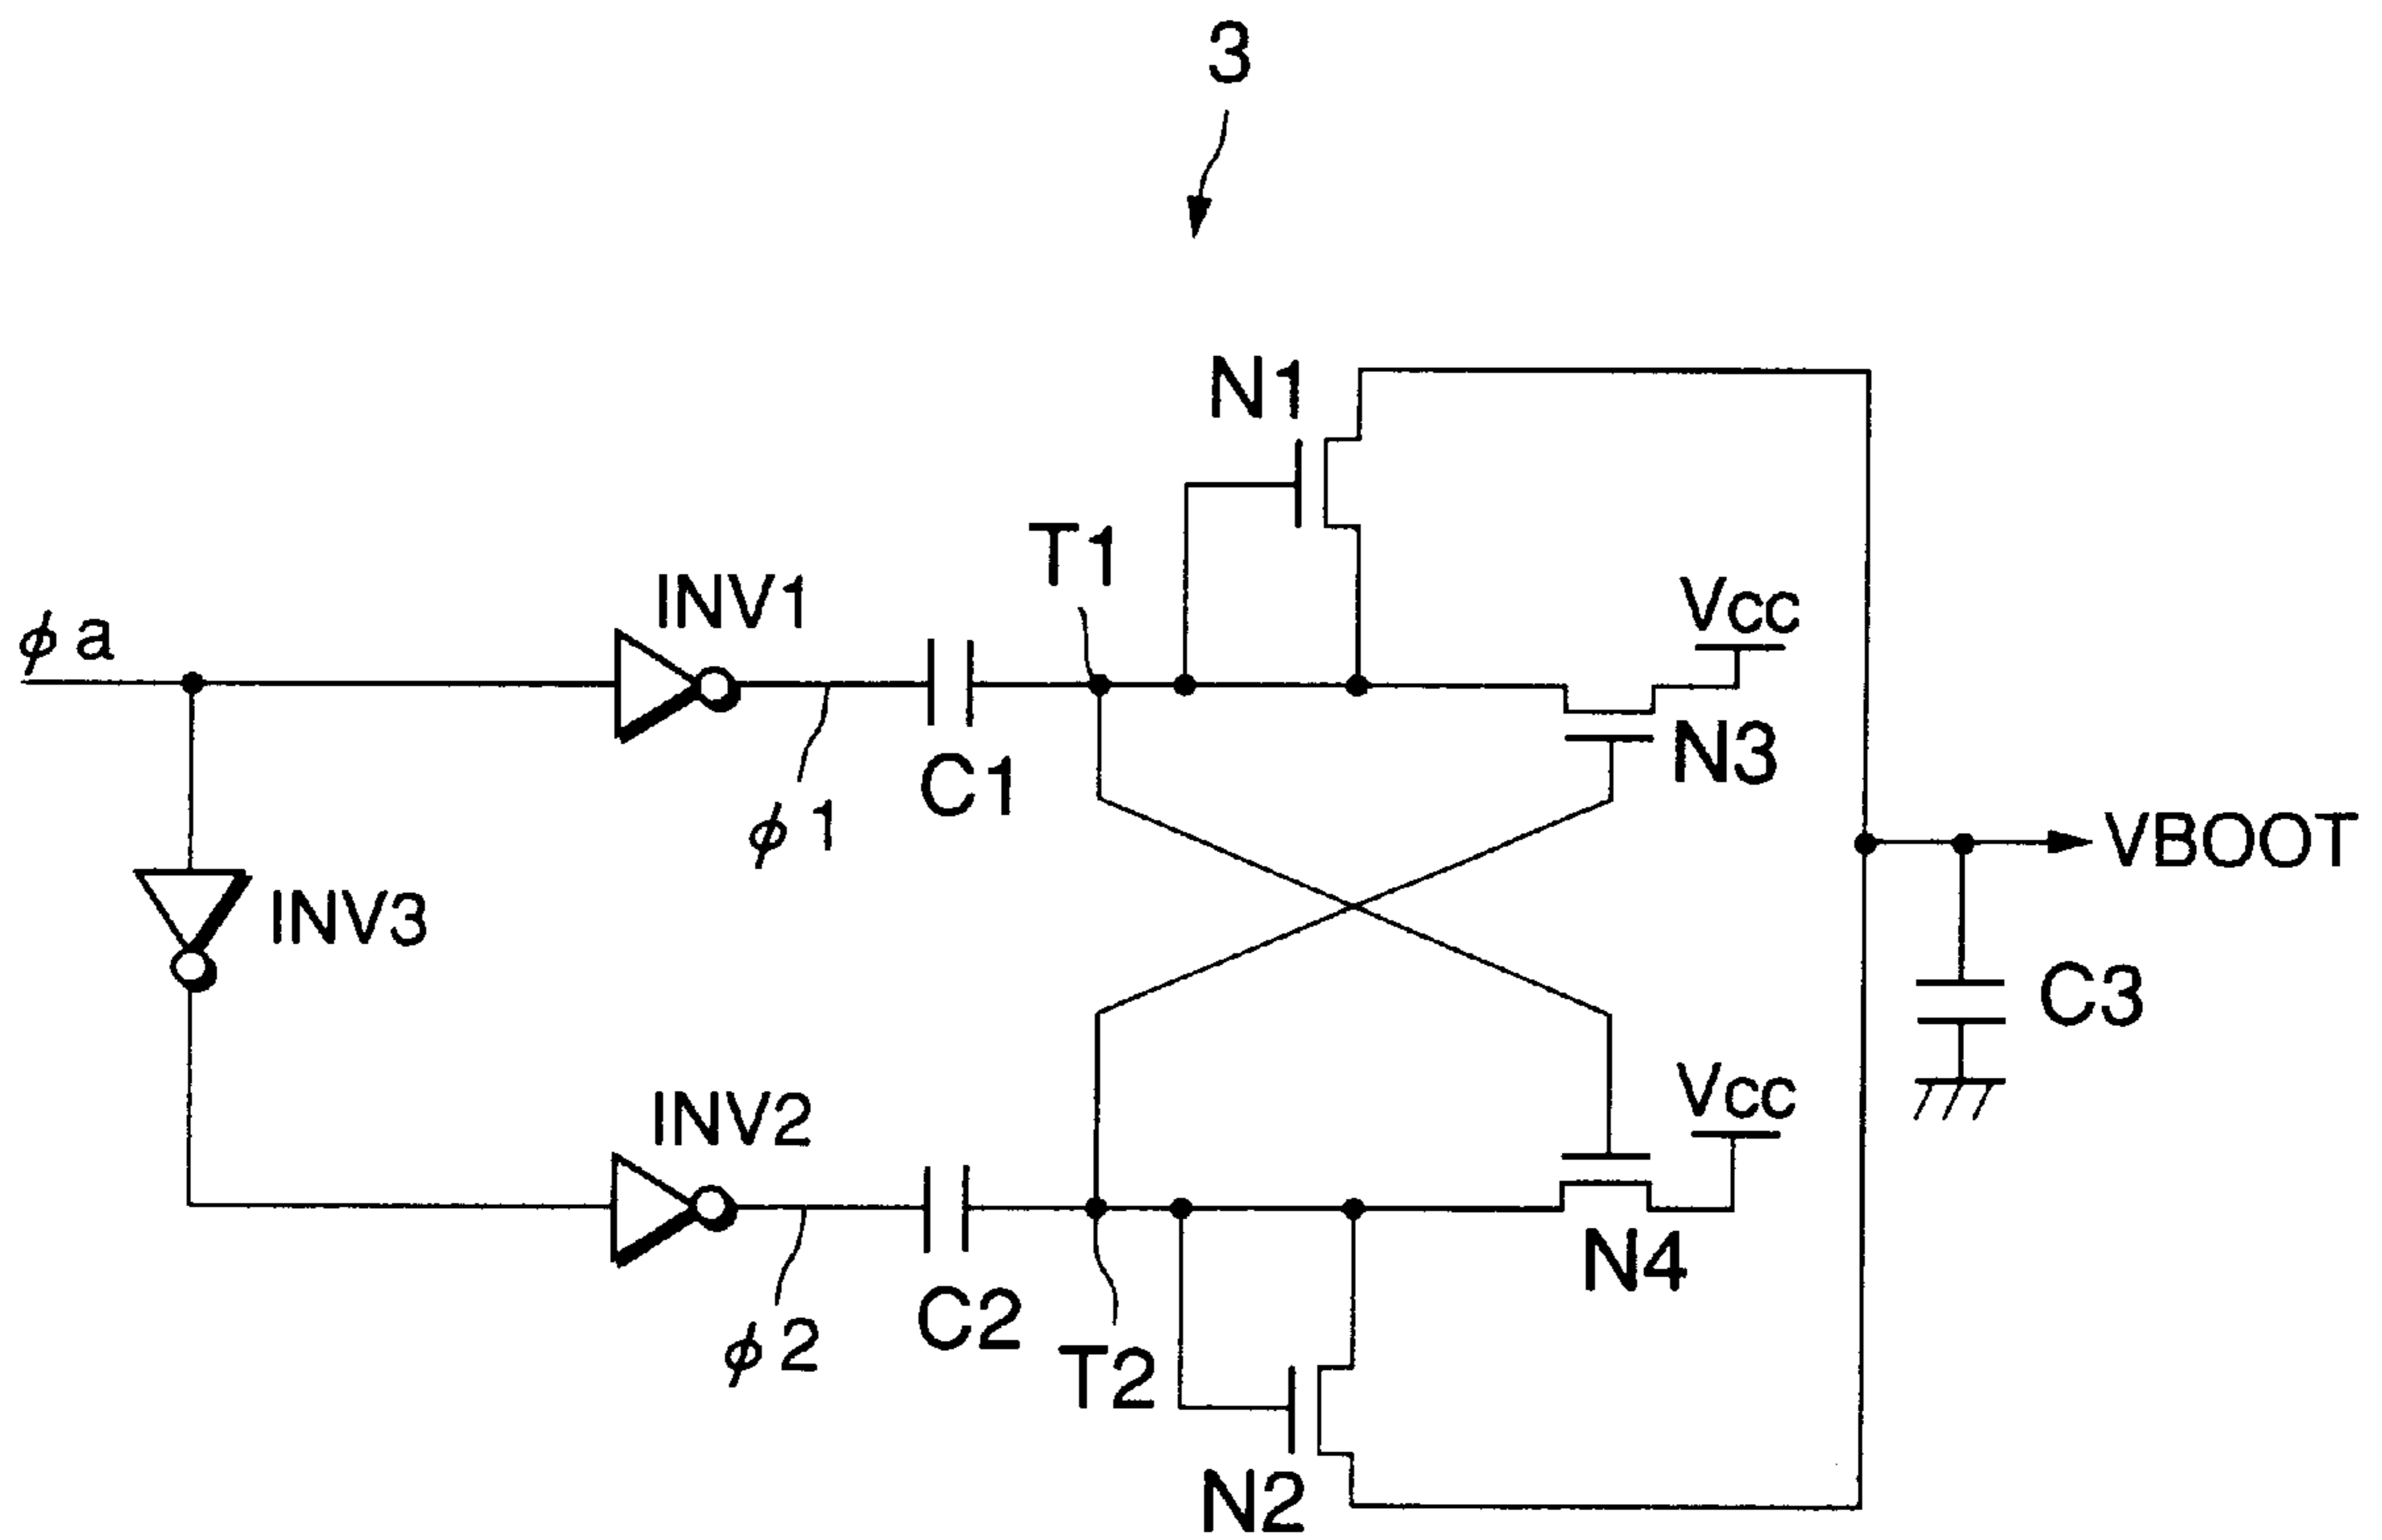 3
N1
T1
INV1
Vcc
φa
N3
C1
φ1
VBOOT
INV3
C3
Vcc
INV2
N4
C2
φ2
T2
N2